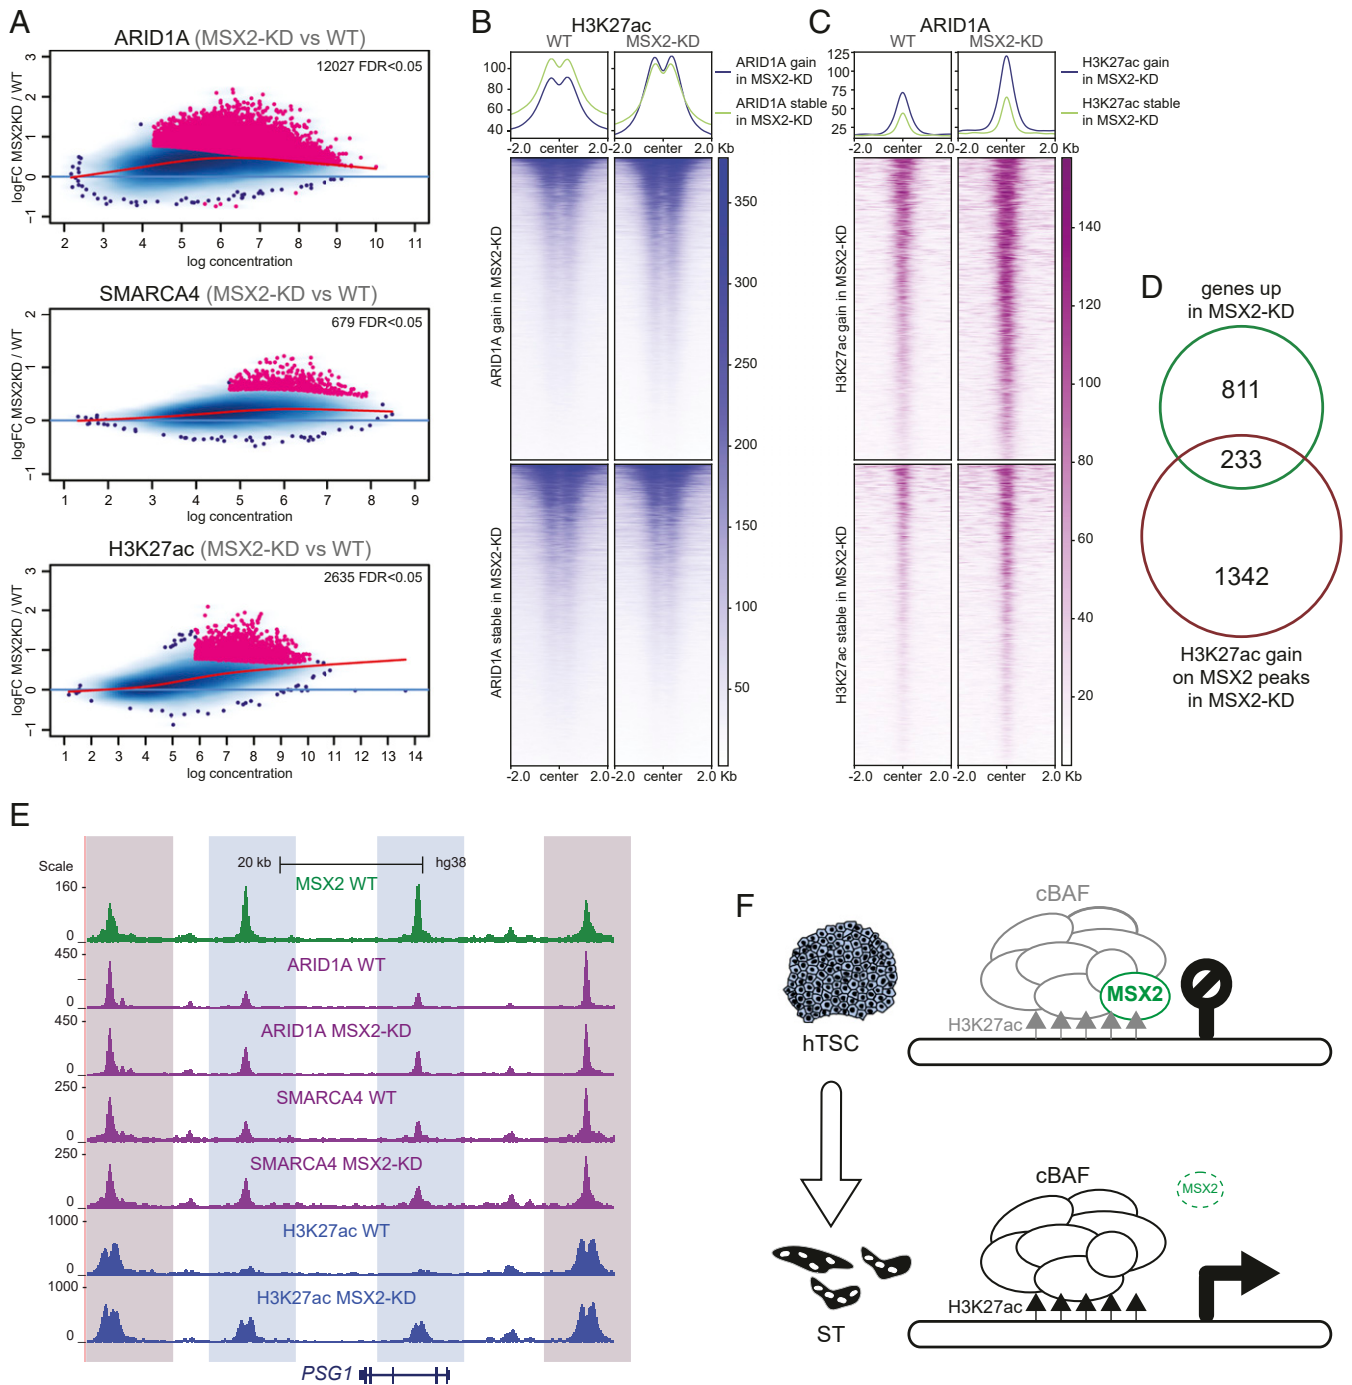 A
ARID1A (MSX2-KD vs WT)
12027 FDR<0.05
logFC MSX2KD / WT
3
2
1
0
−1
2 3 4 5 6 7 8 9 10 11
log concentration
SMARCA4 (MSX2-KD vs WT)
679 FDR<0.05
logFC MSX2KD / WT
2
1
0
−1
1 2 3 4 5 6 7 8 9
log concentration
H3K27ac (MSX2-KD vs WT)
2635 FDR<0.05
logFC MSX2KD / WT
3
2
1
0
−1
1 2 3 4 5 6 7 8 9 10 11 12 13 14
log concentration
B
H3K27ac
WT MSX2-KD
100
80
60
40
ARID1A gain
in MSX2-KD
ARID1A stable
in MSX2-KD
-2.0 center 2.0 -2.0 center 2.0 Kb
ARID1A gain in MSX2-KD
ARID1A stable in MSX2-KD
350
300
250
200
150
100
50
-2.0 center 2.0 -2.0 center 2.0 Kb
C
ARID1A
WT MSX2-KD
125
100
75
50
25
H3K27ac gain
in MSX2-KD
H3K27ac stable
in MSX2-KD
-2.0 center 2.0 -2.0 center 2.0 Kb
H3K27ac gain in MSX2-KD
H3K27ac stable in MSX2-KD
140
120
100
80
60
40
20
-2.0 center 2.0 -2.0 center 2.0 Kb
D
genes up
in MSX2-KD
811
233
1342
H3K27ac gain
on MSX2 peaks
in MSX2-KD
E
Scale
20 kb hg38
MSX2 WT
160
0
ARID1A WT
450
0
ARID1A MSX2-KD
450
0
SMARCA4 WT
250
0
SMARCA4 MSX2-KD
250
0
H3K27ac WT
1000
0
H3K27ac MSX2-KD
1000
0
PSG1
F
cBAF
MSX2
H3K27ac
hTSC
cBAF
MSX2
H3K27ac
ST